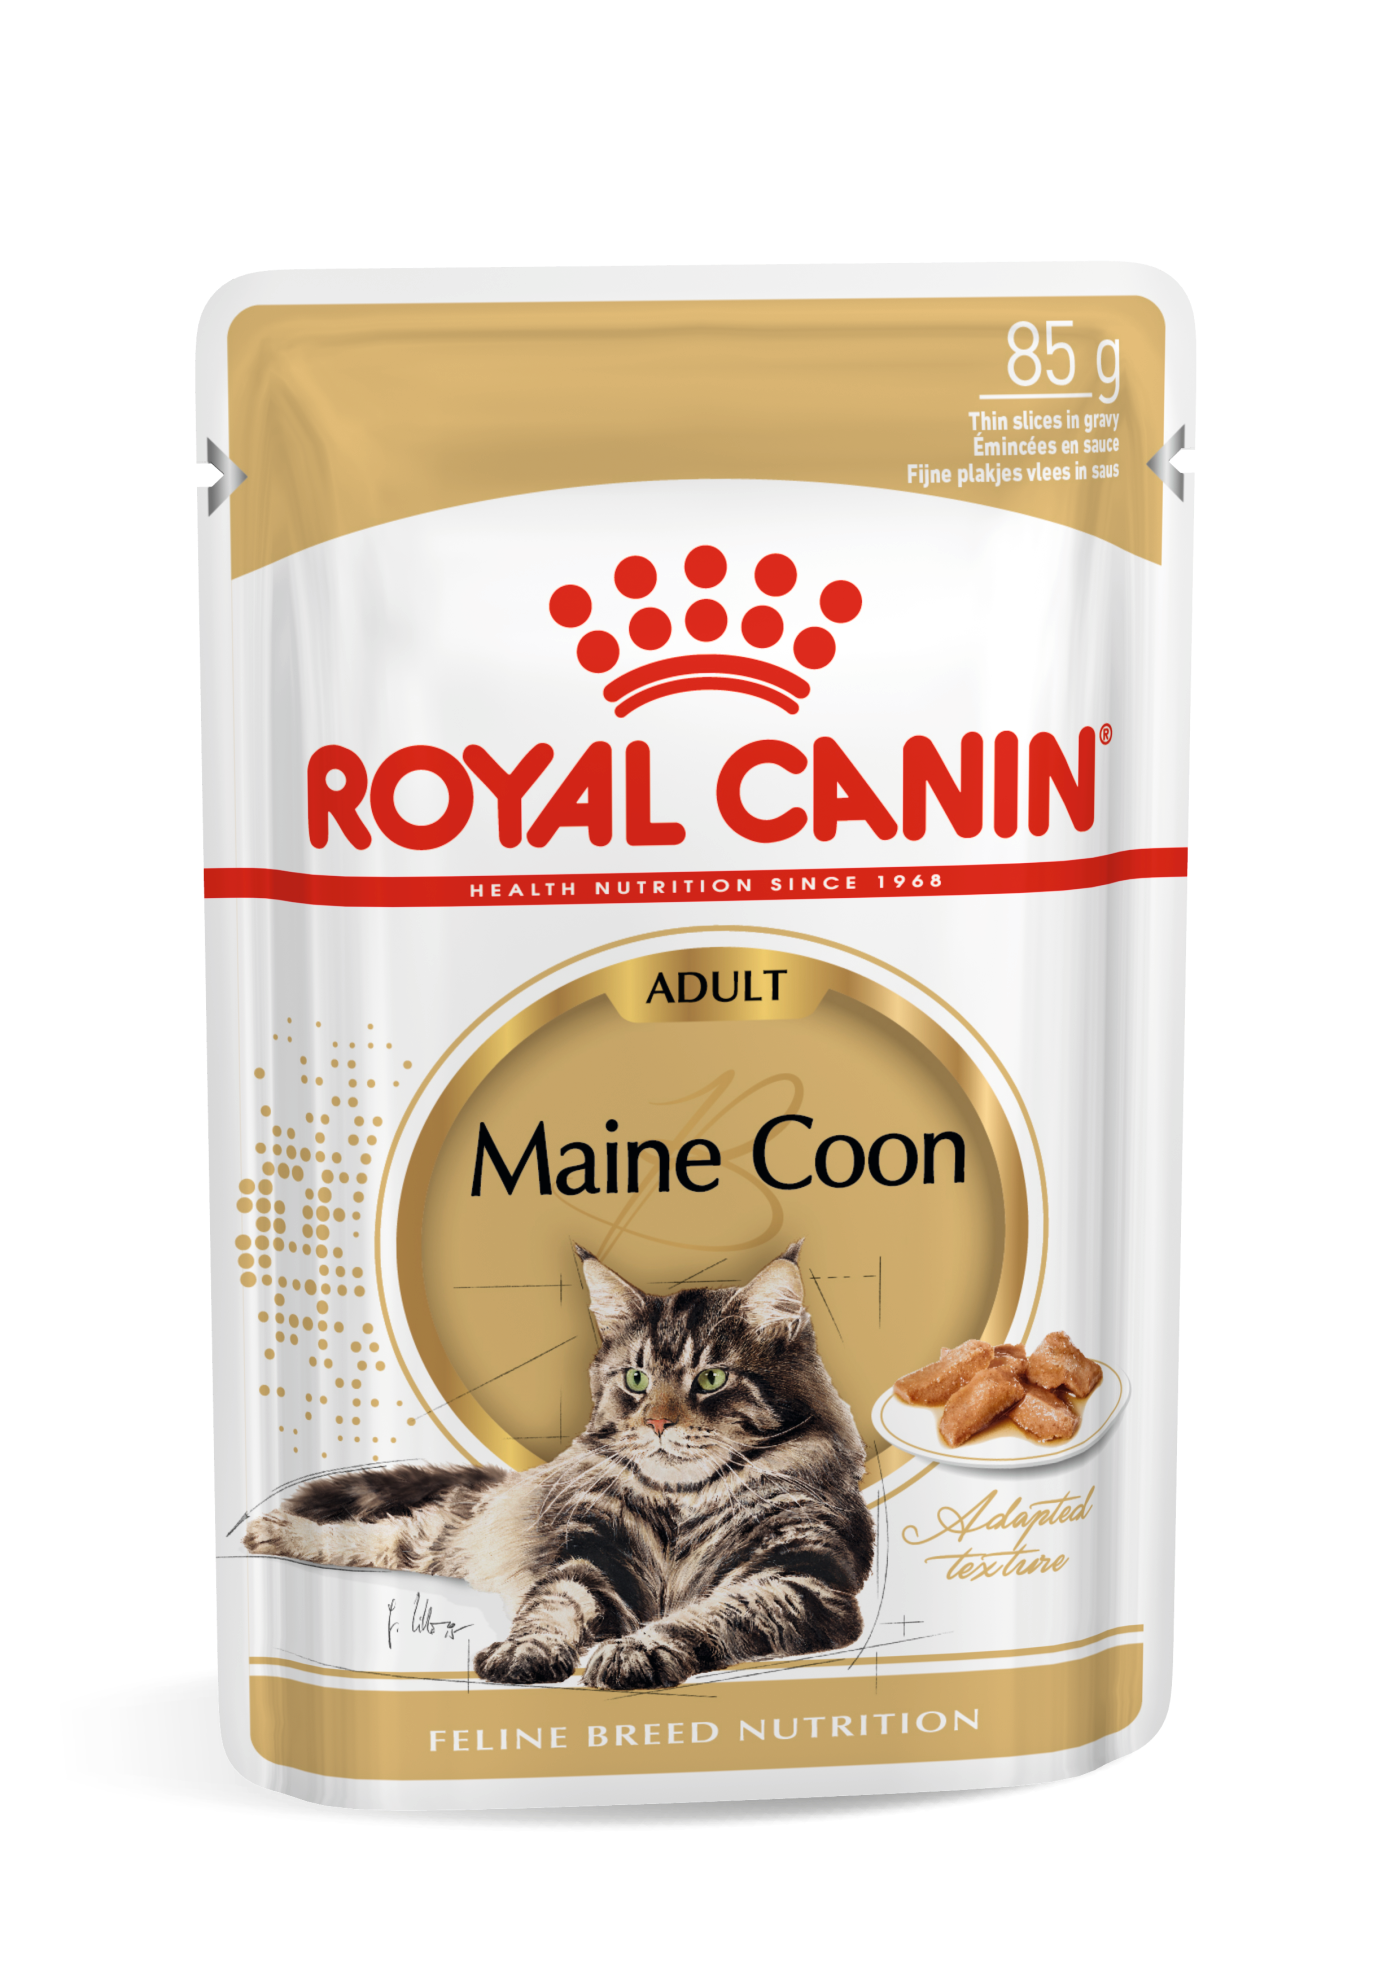 85 g
Thin slices in gravy
Émincées en sauce
Fijne plakjes vlees in saus
ROYAL CANIN®
HEALTH NUTRITION SINCE 1968
ADULT
B
Maine Coon
Adapted
texture
FELINE BREED NUTRITION